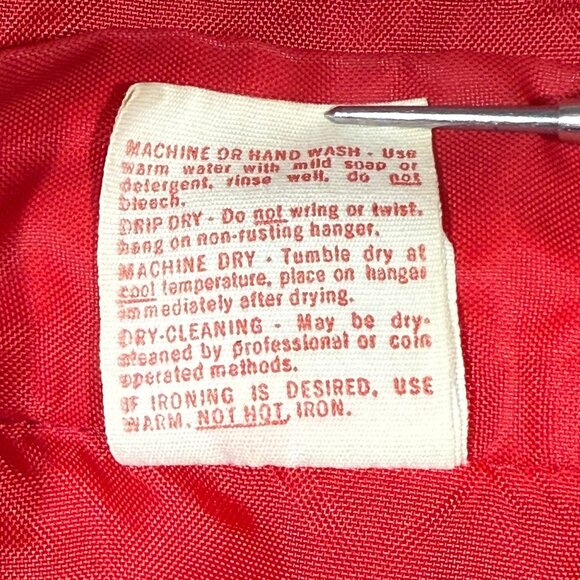 MACHINE OR HAND WASH - Use
warm water with mild soap or
detergent, rinse well, do not
bleach.
DRIP DRY - Do not wring or twist,
hang on non-rusting hanger.
MACHINE DRY - Tumble dry at
cool temperature, place on hanger
immediately after drying.
DRY-CLEANING - May be dry-
cleaned by professional or coin
operated methods.
IF IRONING IS DESIRED, USE
WARM, NOT HOT, IRON.